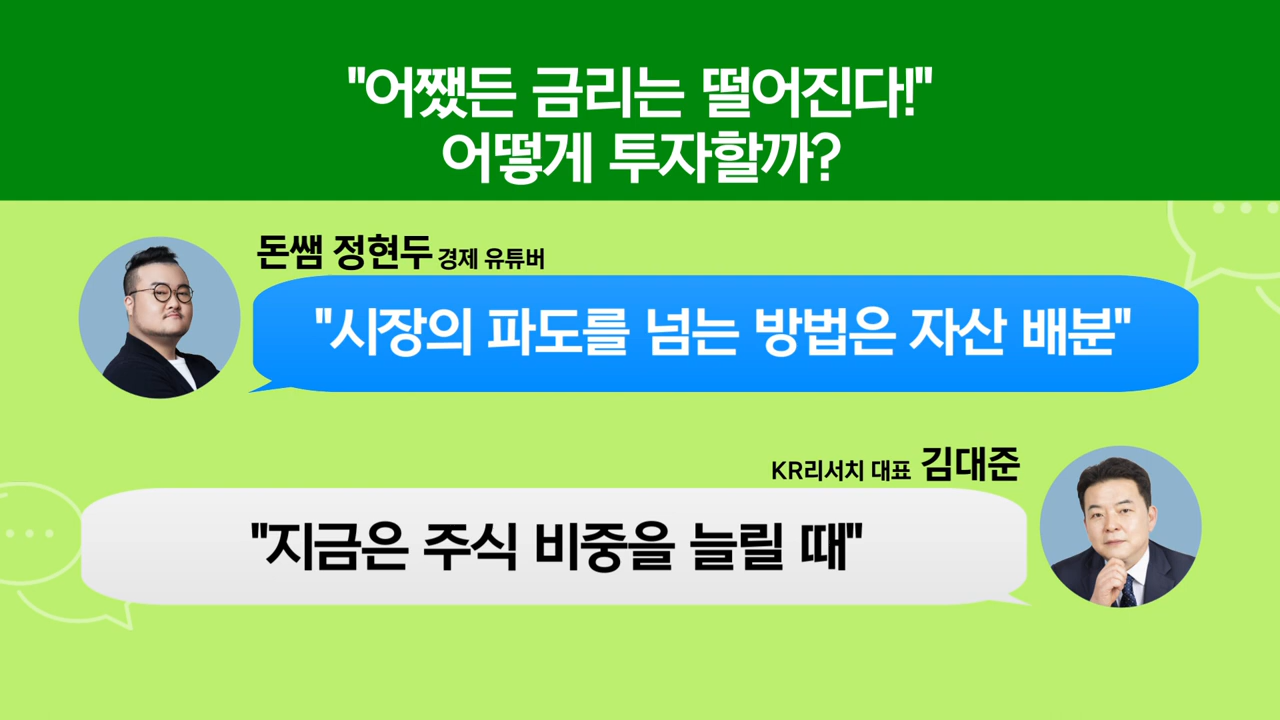 "어쨌든 금리는 떨어진다!"
어떻게 투자할까?
돈쌤 정현두 경제 유튜버
"시장의 파도를 넘는 방법은 자산 배분"
KR리서치 대표 김대준
"지금은 주식 비중을 늘릴 때"